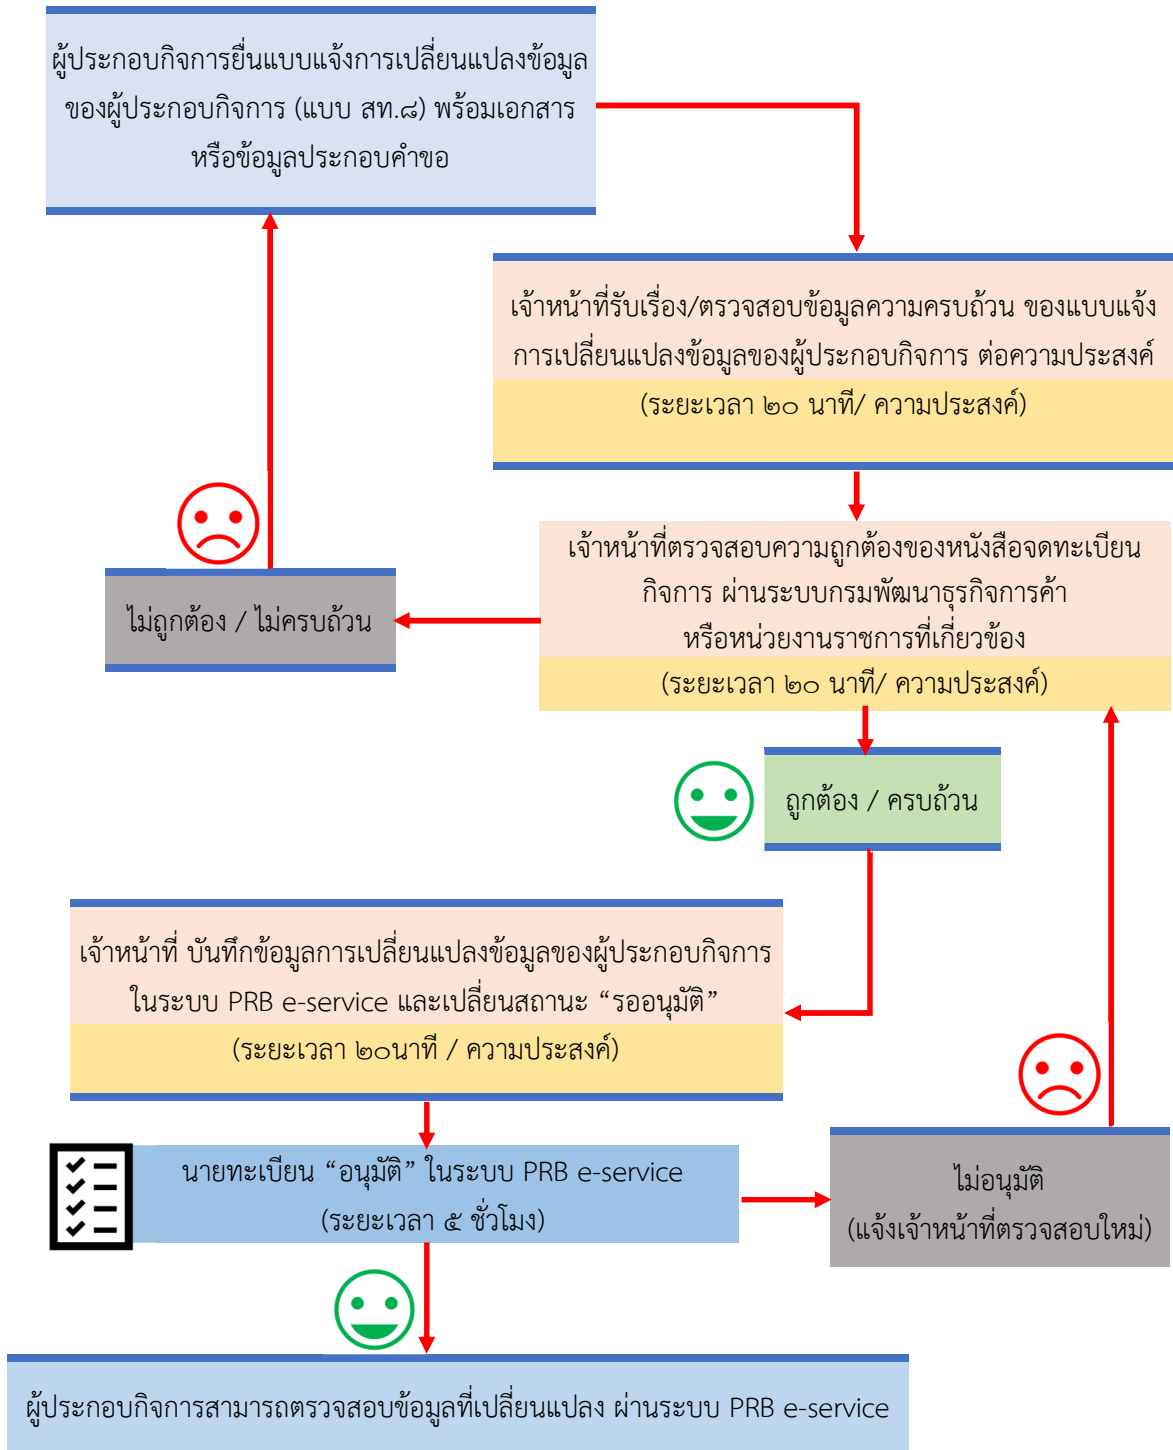 ผู้ประกอบกิจการยื่นแบบแจ้งการเปลี่ยนแปลงข้อมูล
ของผู้ประกอบกิจการ (แบบ สท.๘) พร้อมเอกสาร
หรือข้อมูลประกอบคำขอ
เจ้าหน้าที่รับเรื่อง/ตรวจสอบข้อมูลความครบถ้วน ของแบบแจ้ง
การเปลี่ยนแปลงข้อมูลของผู้ประกอบกิจการ ต่อความประสงค์
(ระยะเวลา ๒๐ นาที/ ความประสงค์)
เจ้าหน้าที่ตรวจสอบความถูกต้องของหนังสือจดทะเบียน
กิจการ ผ่านระบบกรมพัฒนาธุรกิจการค้า
หรือหน่วยงานราชการที่เกี่ยวข้อง
(ระยะเวลา ๒๐ นาที/ ความประสงค์)
ไม่ถูกต้อง / ไม่ครบถ้วน
ถูกต้อง / ครบถ้วน
เจ้าหน้าที่ บันทึกข้อมูลการเปลี่ยนแปลงข้อมูลของผู้ประกอบกิจการ
ในระบบ PRB e-service และเปลี่ยนสถานะ “รออนุมัติ”
(ระยะเวลา ๒๐นาที / ความประสงค์)
นายทะเบียน “อนุมัติ” ในระบบ PRB e-service
(ระยะเวลา ๕ ชั่วโมง)
ไม่อนุมัติ
(แจ้งเจ้าหน้าที่ตรวจสอบใหม่)
ผู้ประกอบกิจการสามารถตรวจสอบข้อมูลที่เปลี่ยนแปลง ผ่านระบบ PRB e-service